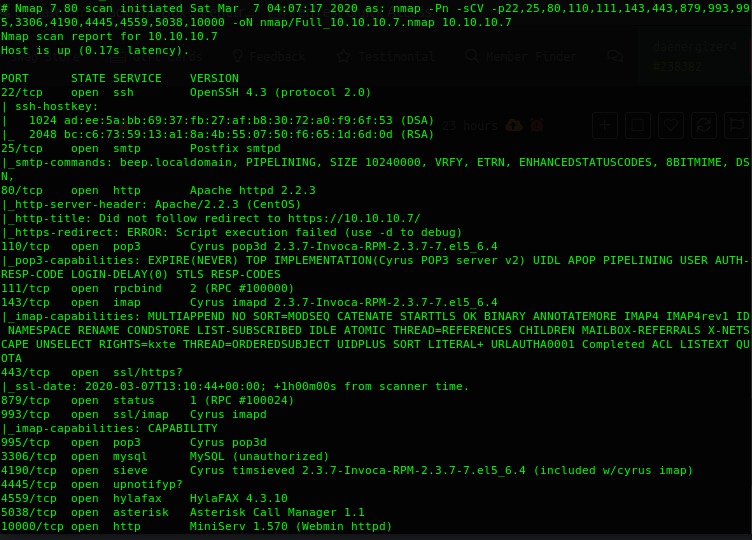 # Nmap 7.80 scan initiated Sat Mar  7 04:07:17 2020 as: nmap -Pn -sCV -p22,25,80,110,111,143,443,879,993,99
5,3306,4190,4445,4559,5038,10000 -oN nmap/Full_10.10.10.7.nmap 10.10.10.7
Nmap scan report for 10.10.10.7
Host is up (0.17s latency).
PORT      STATE SERVICE    VERSION
22/tcp    open  ssh        OpenSSH 4.3 (protocol 2.0)
| ssh-hostkey:
|   1024 ad:ee:5a:bb:69:37:fb:27:af:b8:30:72:a0:f9:6f:53 (DSA)
|_  2048 bc:c6:73:59:13:a1:8a:4b:55:07:50:f6:65:1d:6d:0d (RSA)
25/tcp    open  smtp       Postfix smtpd
|_smtp-commands: beep.localdomain, PIPELINING, SIZE 10240000, VRFY, ETRN, ENHANCEDSTATUSCODES, 8BITMIME, DS
N,
80/tcp    open  http       Apache httpd 2.2.3
|_http-server-header: Apache/2.2.3 (CentOS)
|_http-title: Did not follow redirect to https://10.10.10.7/
|_https-redirect: ERROR: Script execution failed (use -d to debug)
110/tcp   open  pop3       Cyrus pop3d 2.3.7-Invoca-RPM-2.3.7-7.el5_6.4
|_pop3-capabilities: EXPIRE(NEVER) TOP IMPLEMENTATION(Cyrus POP3 server v2) UIDL APOP PIPELINING USER AUTH-
RESP-CODE LOGIN-DELAY(0) STLS RESP-CODES
111/tcp   open  rpcbind    2 (RPC #100000)
143/tcp   open  imap       Cyrus imapd 2.3.7-Invoca-RPM-2.3.7-7.el5_6.4
|_imap-capabilities: MULTIAPPEND NO SORT=MODSEQ CATENATE STARTTLS OK BINARY ANNOTATEMORE IMAP4 IMAP4rev1 ID
 NAMESPACE RENAME CONDSTORE LIST-SUBSCRIBED IDLE ATOMIC THREAD=REFERENCES CHILDREN MAILBOX-REFERRALS X-NETS
CAPE UNSELECT RIGHTS=kxte THREAD=ORDEREDSUBJECT UIDPLUS SORT LITERAL+ URLAUTHA0001 Completed ACL LISTEXT QU
OTA
443/tcp   open  ssl/https?
|_ssl-date: 2020-03-07T13:10:44+00:00; +1h00m00s from scanner time.
879/tcp   open  status     1 (RPC #100024)
993/tcp   open  ssl/imap   Cyrus imapd
|_imap-capabilities: CAPABILITY
995/tcp   open  pop3       Cyrus pop3d
3306/tcp  open  mysql      MySQL (unauthorized)
4190/tcp  open  sieve      Cyrus timsieved 2.3.7-Invoca-RPM-2.3.7-7.el5_6.4 (included w/cyrus imap)
4445/tcp  open  upnotifyp?
4559/tcp  open  hylafax    HylaFAX 4.3.10
5038/tcp  open  asterisk   Asterisk Call Manager 1.1
10000/tcp open  http       MiniServ 1.570 (Webmin httpd)
Feedback
Testimonial
Member Finder
23 hours